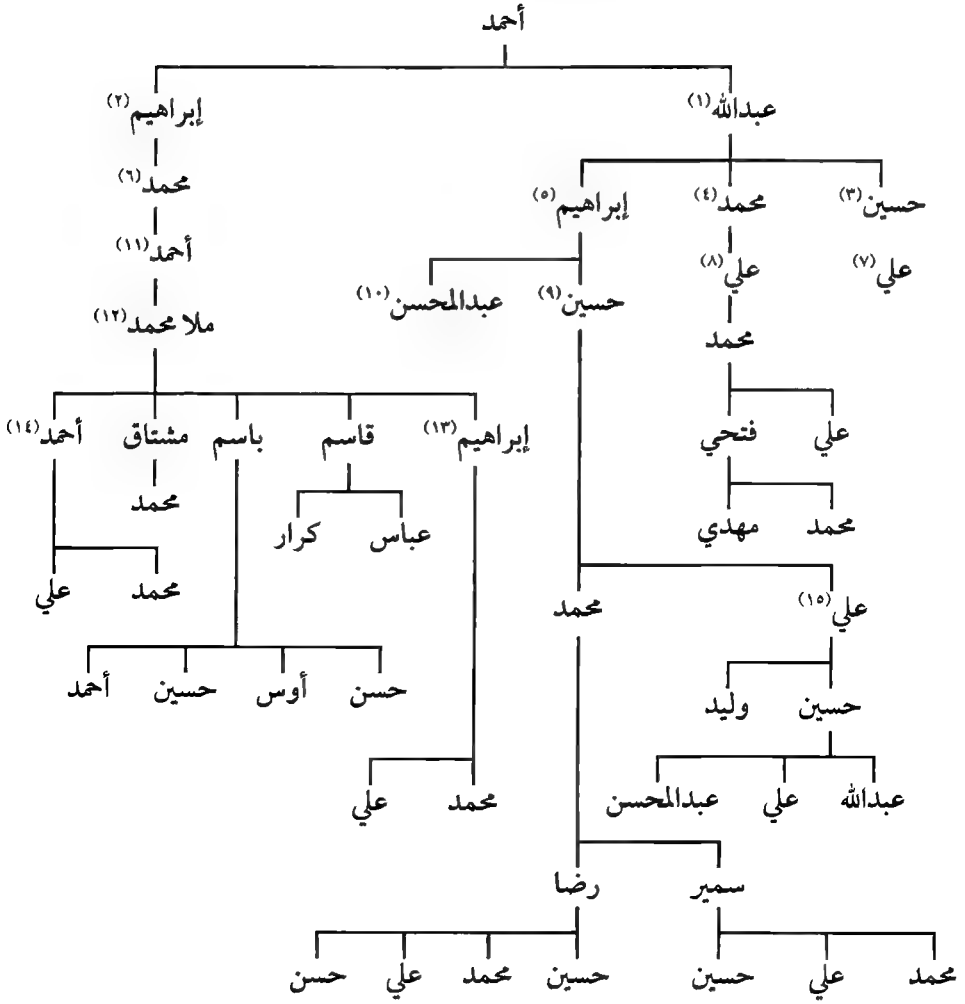 أحمد
عبدالله(١) إبراهيم(٢)
حسين(٣) محمد(٤) إبراهيم(٥) محمد(٦)
علي(٧) علي(٨) حسين(٩) عبدالمحسن(١٠) أحمد(١١)
محمد ملا محمد(١٢)
علي فتحي إبراهيم(١٣) قاسم باسم مشتاق أحمد(١٤)
محمد مهدي عباس كرار محمد
علي(١٥) محمد محمد علي
حسين وليد حسن أوس حسين أحمد
عبدالله علي عبدالمحسن محمد علي
سمير رضا
محمد علي حسين حسين محمد علي حسن